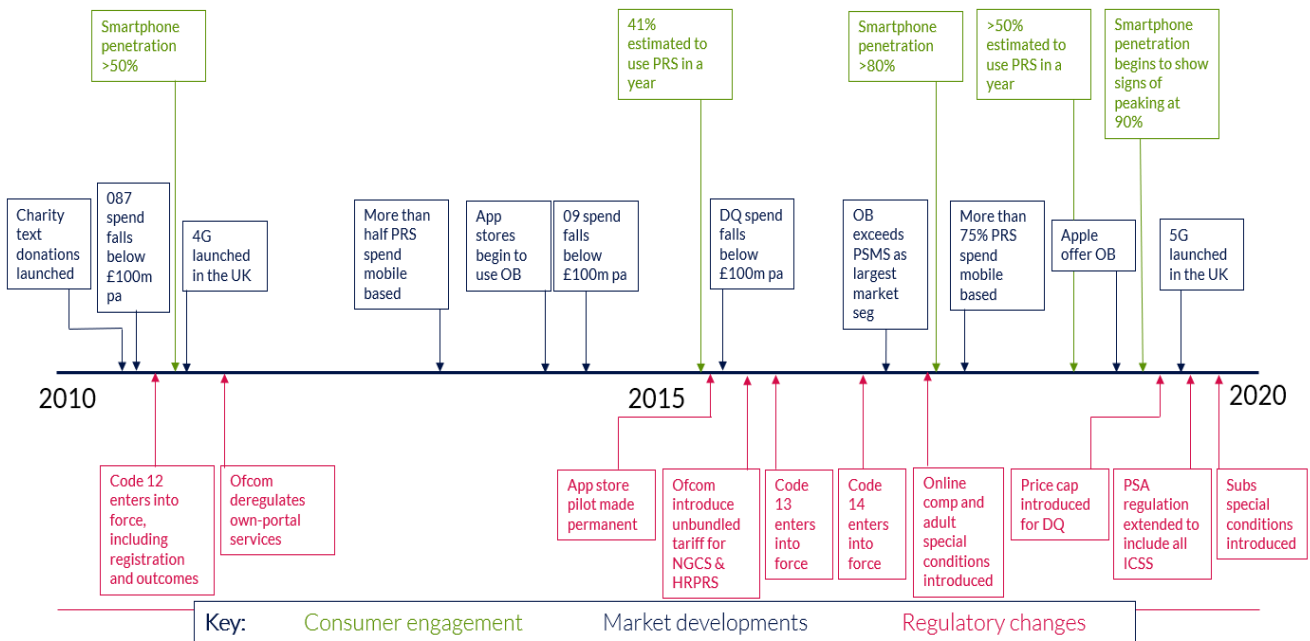 Smartphone
penetration
>50%
41%
estimated to
use PRS in a
year
Smartphone
penetration
>80%
>50%
estimated to
use PRS in a
year
Smartphone
penetration
begins to show
signs of
peaking at
90%
Charity
text
donations
launched
087
spend
falls
below
£100m
pa
4G
launched
in the UK
More than
half PRS
spend
mobile
based
App
stores
begin to
use OB
09 spend
falls
below
£100m pa
DQ spend
falls
below
£100m pa
OB
exceeds
PSMS as
largest
market
seg
More than
75% PRS
spend
mobile
based
Apple
offer OB
5G
launched
in the UK
2010
2015
2020
Code 12
enters into
force,
including
registration
and outcomes
Ofcom
deregulates
own-portal
services
App store
pilot made
permanent
Ofcom
introduce
unbundled
tariff for
NGCS &
HRPRS
Code
13 enters
into
force
Code
14 enters
into
force
Online
comp and
adult
special
conditions
introduced
Price cap
introduced
for DQ
PSA
regulation
extended to
include all
ICSS
Subs
special
conditions
introduced
Key: Consumer engagement Market developments Regulatory changes